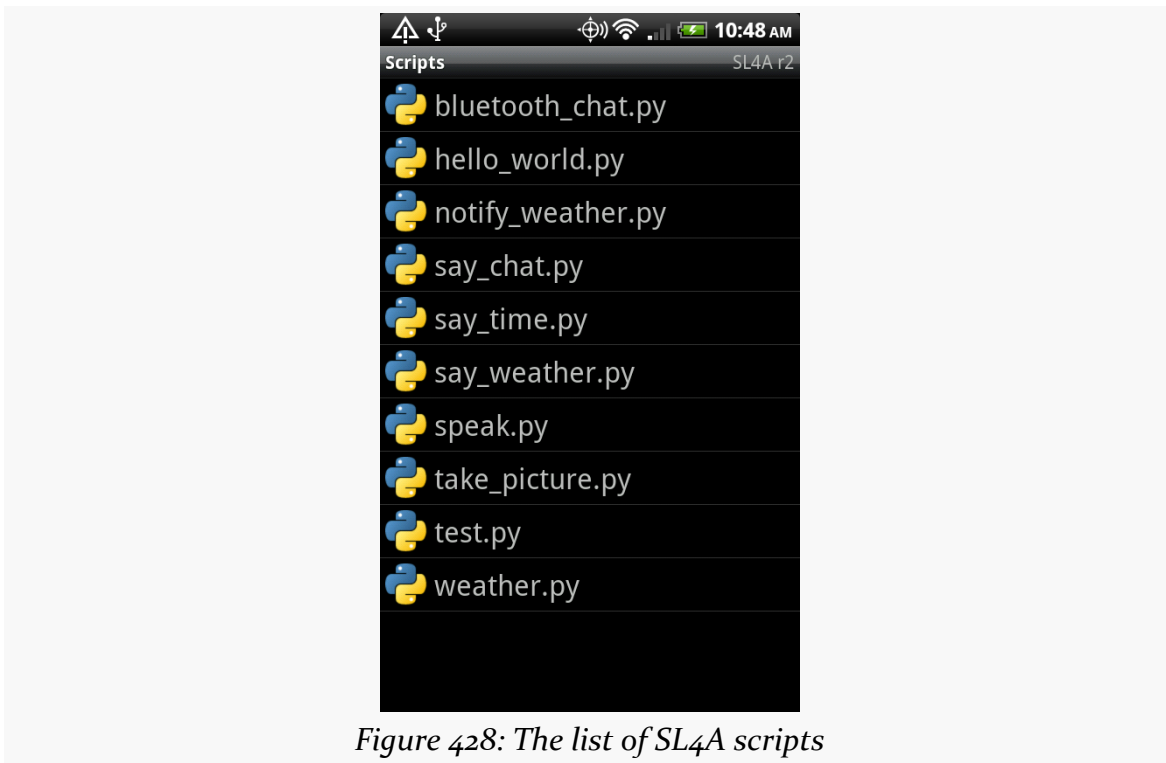 10:48 AM
Scripts SL4A r2
bluetooth_chat.py
hello_world.py
notify_weather.py
say_chat.py
say_time.py
say_weather.py
speak.py
take_picture.py
test.py
weather.py
Figure 428: The list of SL4A scripts